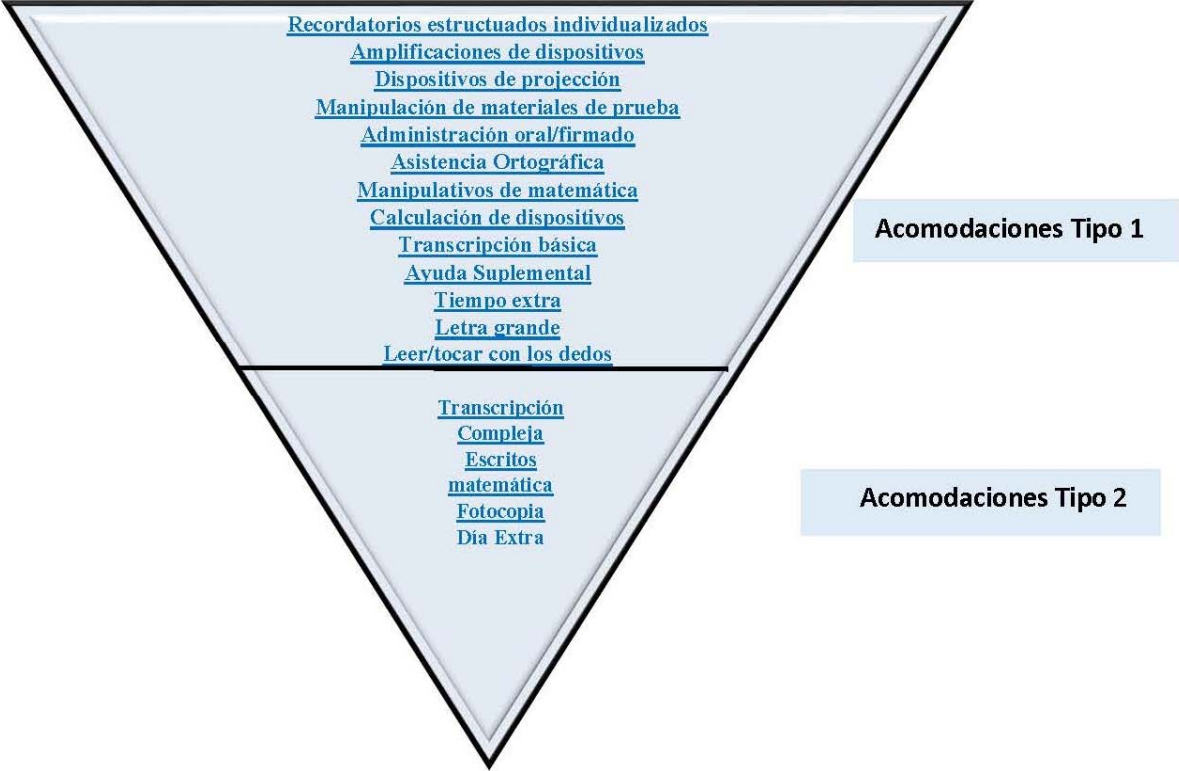 Recordatorios estructuados individualizados
Amplificaciones de dispositivos
Dispositivos de projección
Manipulación de materiales de prueba
Administración oral/firmado
Asistencia Ortográfica
Manipulativos de matemática
Calculación de dispositivos
Transcripción básica
Ayuda Suplemental
Tiempo extra
Letra grande
Leer/tocar con los dedos
Acomodaciones Tipo 1
Transcripción
Compleja
Escritos
matemática
Fotocopia
Día Extra
Acomodaciones Tipo 2